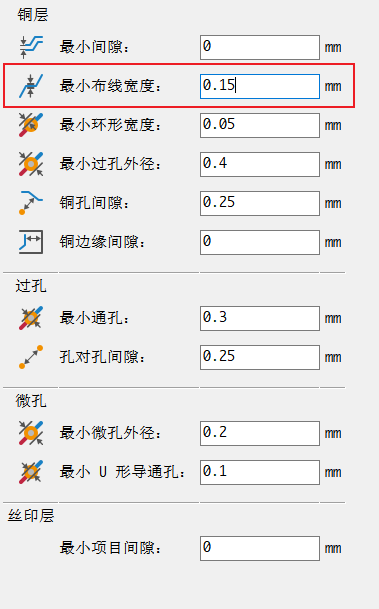 铜层
最小间隙： 0 mm
最小布线宽度： 0.15 mm
最小环形宽度： 0.05 mm
最小过孔外径： 0.4 mm
铜孔间隙： 0.25 mm
铜边缘间隙： 0 mm
过孔
最小通孔： 0.3 mm
孔对孔间隙： 0.25 mm
微孔
最小微孔外径： 0.2 mm
最小 U 形导通孔： 0.1 mm
丝印层
最小项目间隙： 0 mm